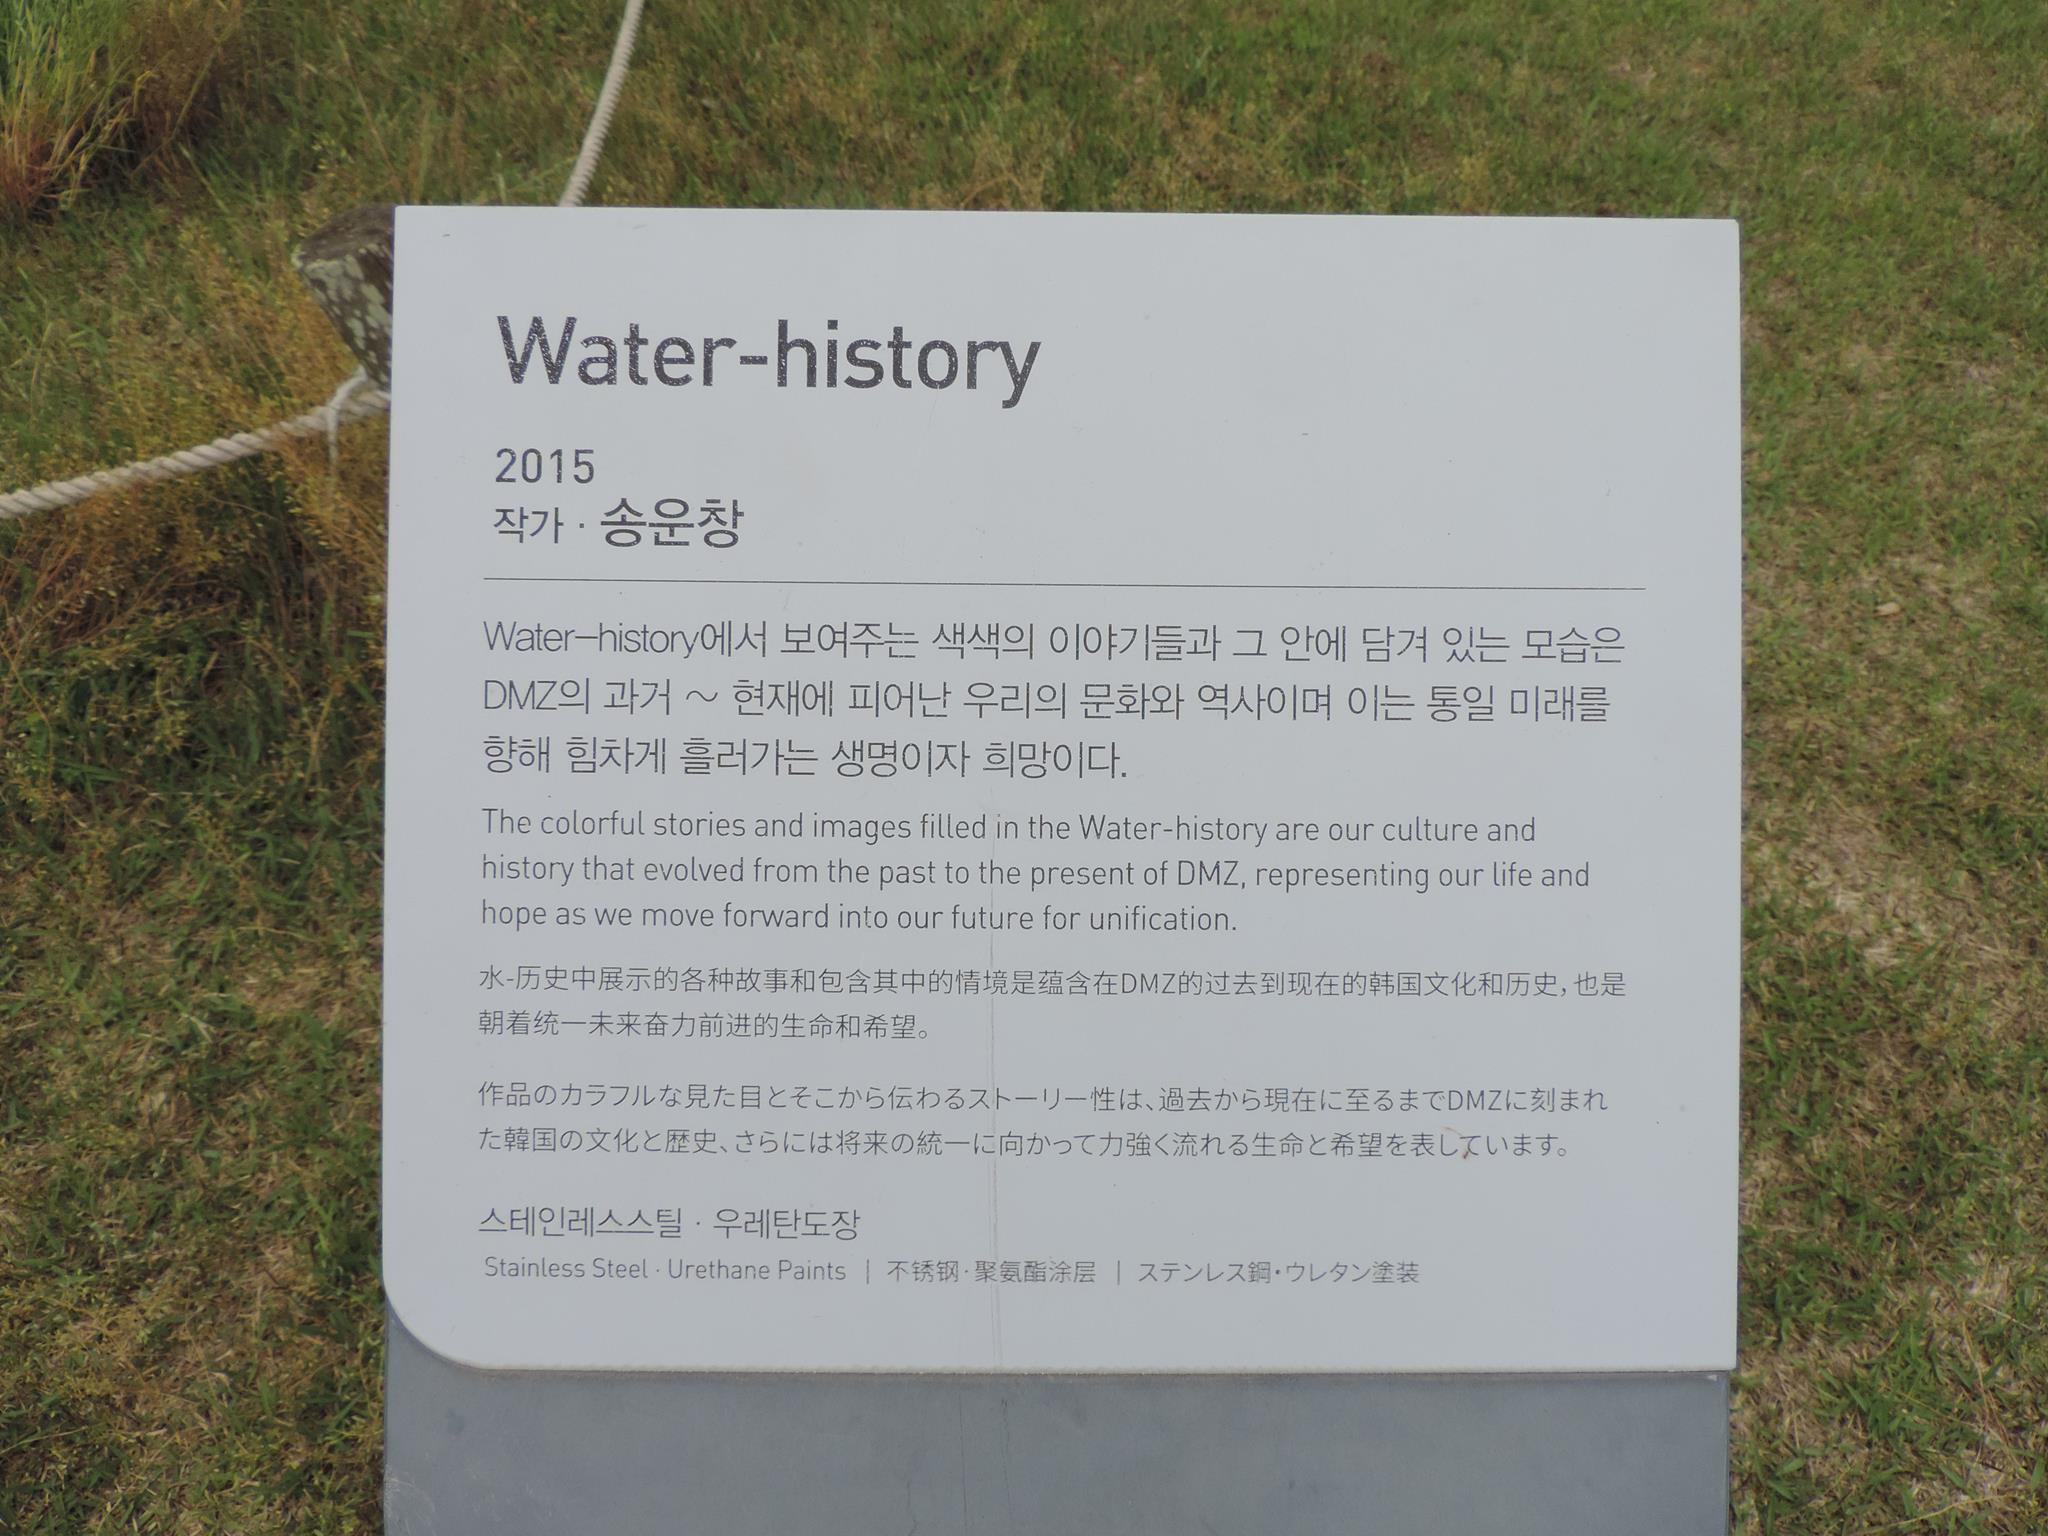 Water-history
2015
작가 · 송운창
Water-history에서 보여주는 색색의 이야기들과 그 안에 담겨 있는 모습은
DMZ의 과거 ~ 현재에 피어난 우리의 문화와 역사이며 이는 통일 미래를
향해 힘차게 흘러가는 생명이자 희망이다.
The colorful stories and images filled in the Water-history are our culture and
history that evolved from the past to the present of DMZ, representing our life and
hope as we move forward into our future for unification.
水-历史中展示的各种故事和包含其中的情境是蕴含在DMZ的过去到现在的韩国文化和历史，也是
朝着统一未来奋力前进的生命和希望。
作品のカラフルな見た目とそこから伝わるストーリー性は、過去から現在に至るまでDMZに刻まれ
た韓国の文化と歴史、さらには将来の統一に向かって力強く流れる生命と希望を表しています。
스테인레스스틸 · 우레탄도장
Stainless Steel · Urethane Paints | 不锈钢·聚氨酯涂层 | ステンレス鋼・ウレタン塗装